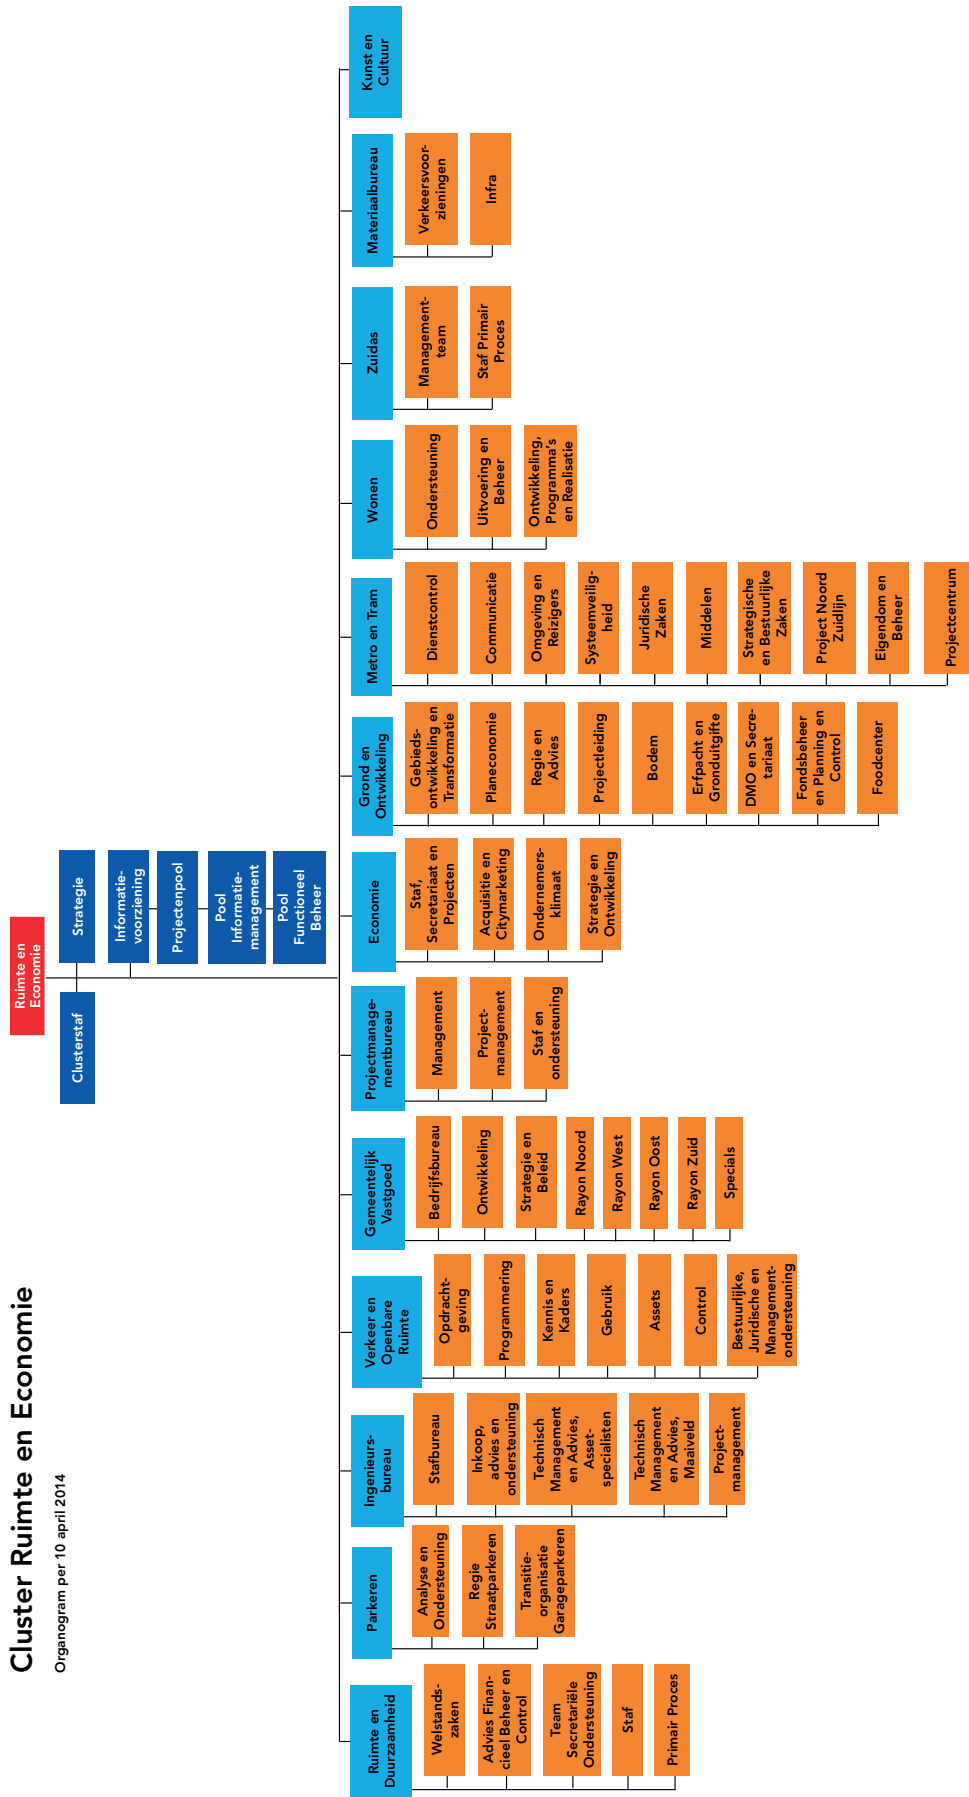 Cluster Ruimte en Economie
Organogram per 10 april 2014
Ruimte en
Economie
Clusterstaf
Strategie
Informatie-
voorziening
Projectenpool
Pool
Informatie-
management
Pool
Functioneel
Beheer
Ruimte en
Duurzaamheid
Welstands-
zaken
Advies Finan-
cieel Beheer en
Control
Team
Secretariële
Ondersteuning
Staf
Primair Proces
Parkeren
Analyse en
Ondersteuning
Regie
Straatparkeren
Transitie-
organisatie
Garageparkeren
Ingenieurs-
bureau
Stafbureau
Inkoop,
advies en
ondersteuning
Technisch
Management
en Advies,
Asset-
specialisten
Technisch
Management
en Advies,
Maaiveld
Project-
management
Verkeer en
Openbare
Ruimte
Opdracht-
geving
Programmering
Kennis en
Kaders
Gebruik
Assets
Control
Bestuurlijke,
Juridische en
Management-
ondersteuning
Gemeentelijk
Vastgoed
Bedrijfsbureau
Ontwikkeling
Strategie en
Beleid
Rayon Noord
Rayon West
Rayon Oost
Rayon Zuid
Specials
Projectmanage-
mentbureau
Management
Project-
management
Staf en
ondersteuning
Economie
Staf,
Secretariaat en
Projecten
Acquisitie en
Citymarketing
Ondernemers-
klimaat
Strategie en
Ontwikkeling
Grond en
Ontwikkeling
Gebieds-
ontwikkeling en
Transformatie
Planeconomie
Regie en
Advies
Projectleiding
Bodem
Erfpacht en
Gronduitgifte
DMO en Secre-
tariaat
Fondsbeheer
en Planning en
Control
Foodcenter
Metro en Tram
Dienstcontrol
Communicatie
Omgeving en
Reizigers
Systeemveilig-
heid
Juridische
Zaken
Middelen
Strategische
en Bestuurlijke
Zaken
Project Noord
Zuidlijn
Eigendom en
Beheer
Projectcentrum
Wonen
Ondersteuning
Uitvoering en
Beheer
Ontwikkeling,
Programma's
en Realisatie
Zuidas
Management-
team
Staf Primair
Proces
Materiaalbureau
Verkeersvoor-
zieningen
Infra
Kunst en
Cultuur